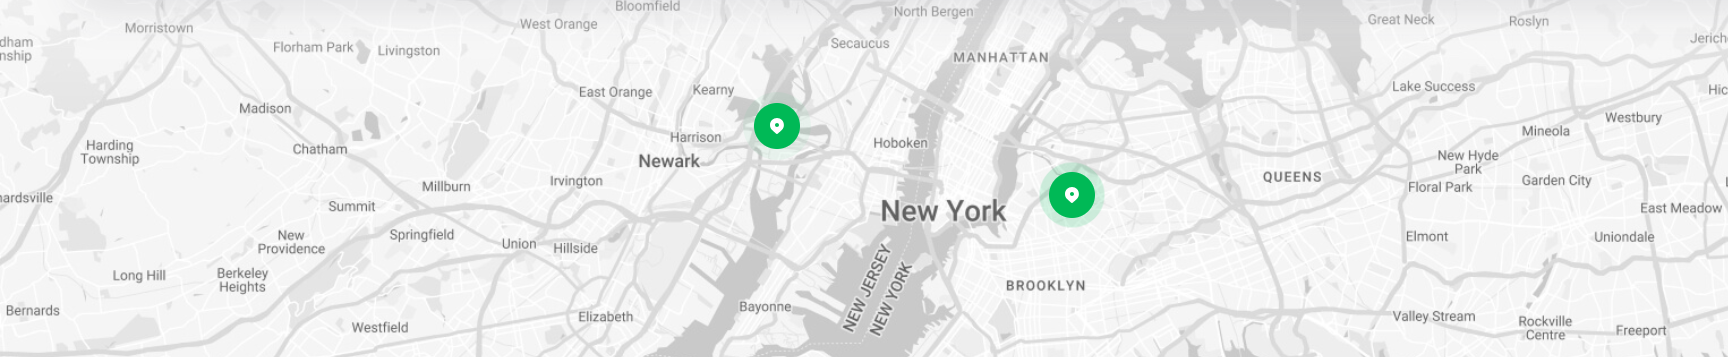 Bloomfield
North Bergen
West Orange
Great Neck
Roslyn
Morristown
Florham Park
Livingston
Secaucus
MANHATTAN
dham
nship
Jerich
East Orange
Kearny
Lake Success
Hic
Madison
Westbury
Mineola
Harrison
Hoboken
Harding
Township
Chatham
Newark
New Hyde
Park
QUEENS
Irvington
Millburn
Floral Park
Garden City
ardsville
Summit
New York
East Meadow
Springfield
New
Providence
Union
Hillside
Elmont
Uniondale
Long Hill
Berkeley
Heights
NEW JERSEY
NEW YORK
BROOKLYN
Bernards
Bayonne
Elizabeth
Westfield
Valley Stream
Rockville
Centre
Freeport